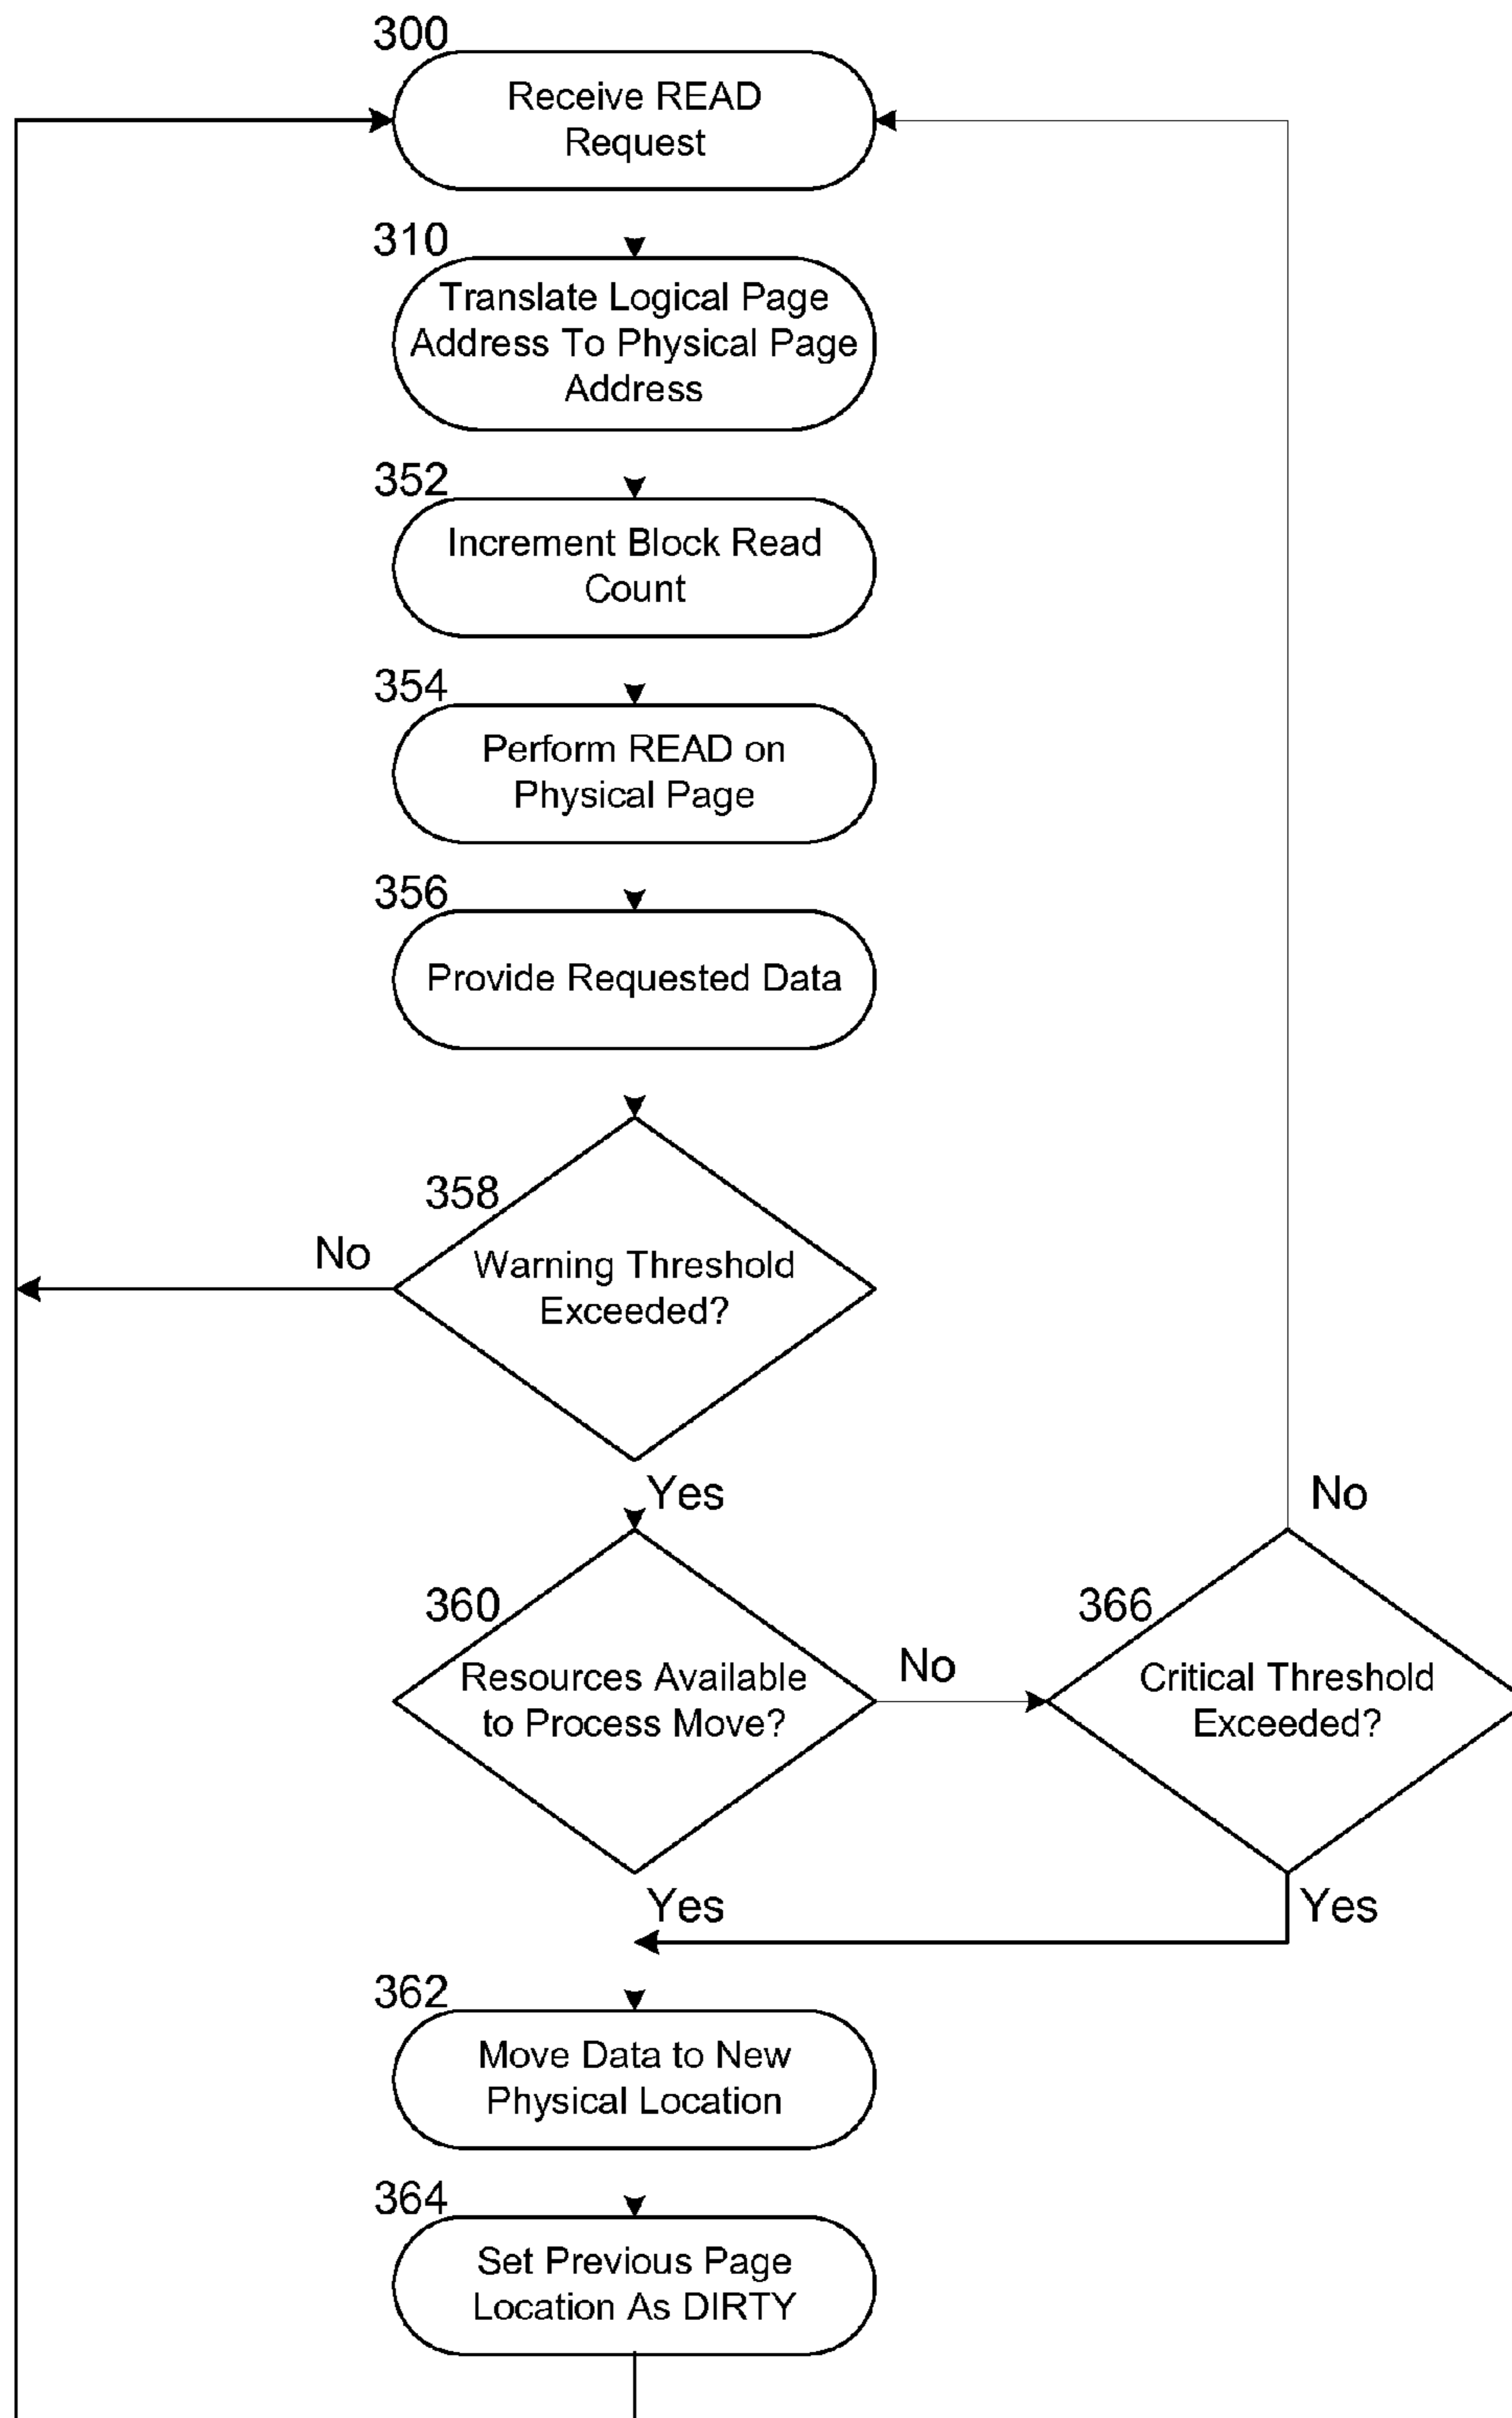 300
Receive READ
Request
310
Translate Logical Page
Address To Physical Page
Address
352
Increment Block Read
Count
354
Perform READ on
Physical Page
356
Provide Requested Data
358
No
Warning Threshold
Exceeded?
Yes
No
360
366
Resources Available
to Process Move?
No
Critical Threshold
Exceeded?
Yes
Yes
362
Move Data to New
Physical Location
364
Set Previous Page
Location As DIRTY